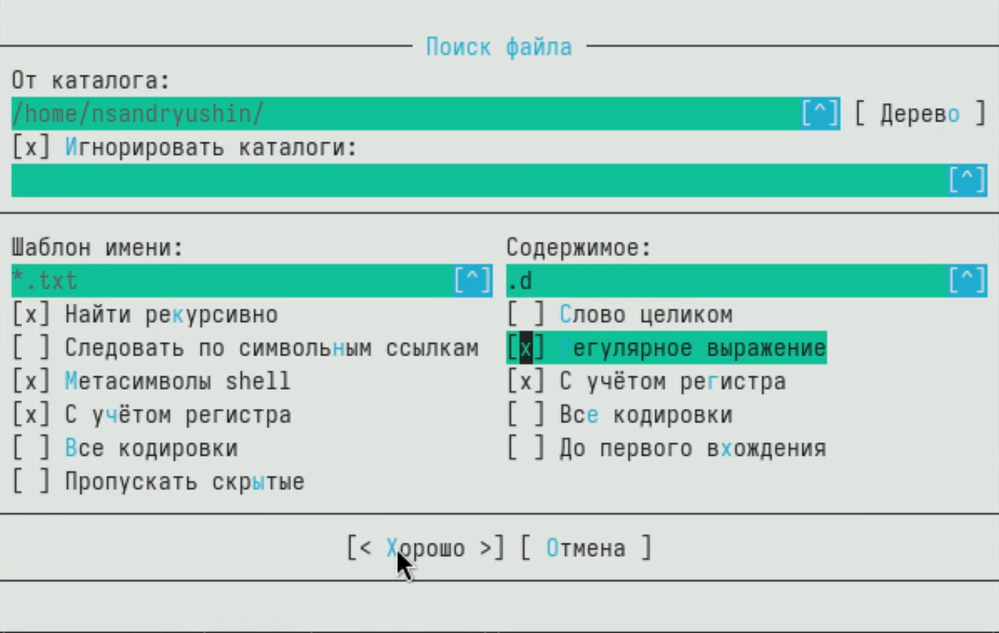 Поиск файла
От каталога:
/home/nsandryushin/ [^] [ Дерево ]
[x] Игнорировать каталоги:
[^]
Шаблон имени: Содержимое:
*.txt [^] .d [^]
[x] Найти рекурсивно [ ] Слово целиком
[ ] Следовать по символьным ссылкам [x] Регулярное выражение
[x] Метасимволы shell [x] С учётом регистра
[x] С учётом регистра [ ] Все кодировки
[ ] Все кодировки [ ] До первого вхождения
[ ] Пропускать скрытые
[< Хорошо >] [ Отмена ]